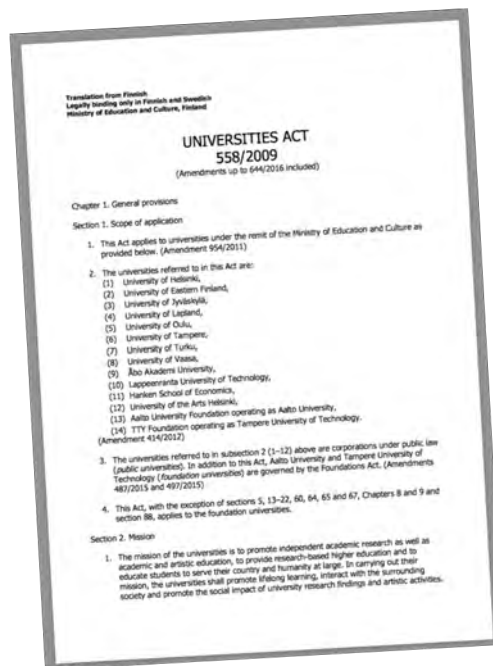 Translation from Finnish
Legally binding only in Finnish and Swedish
Ministry of Education and Culture, Finland
UNIVERSITIES ACT
558/2009
(Amendments up to 644/2016 included)
Chapter 1. General provisions
Section 1. Scope of application
1. This Act applies to universities under the remit of the Ministry of Education and Culture as
provided below. (Amendment 954/2011)
2. The universities referred to in this Act are:
(1) University of Helsinki,
(2) University of Eastern Finland,
(3) University of Jyväskylä,
(4) University of Lapland,
(5) University of Oulu,
(6) University of Tampere,
(7) University of Turku,
(8) University of Vaasa,
(9) Åbo Akademi University,
(10) Lappeenranta University of Technology,
(11) Hanken School of Economics,
(12) University of the Arts Helsinki,
(13) Aalto University Foundation operating as Aalto University,
(14) TTY Foundation operating as Tampere University of Technology.
(Amendment 414/2012)
3. The universities referred to in subsection 2 (1–12) above are corporations under public law
(public universities). In addition to this Act, Aalto University and Tampere University of
Technology (foundation universities) are governed by the Foundations Act. (Amendments
487/2015 and 497/2015)
4. This Act, with the exception of sections 5, 13–22, 60, 64, 65 and 67, Chapters 8 and 9 and
section 88, applies to the foundation universities.
Section 2. Mission
1. The mission of the universities is to promote independent academic research as well as
academic and artistic education, to provide research-based higher education and to
educate students to serve their country and humanity at large. In carrying out their
mission, the universities shall promote lifelong learning, interact with the surrounding
society and promote the social impact of university research findings and artistic activities.